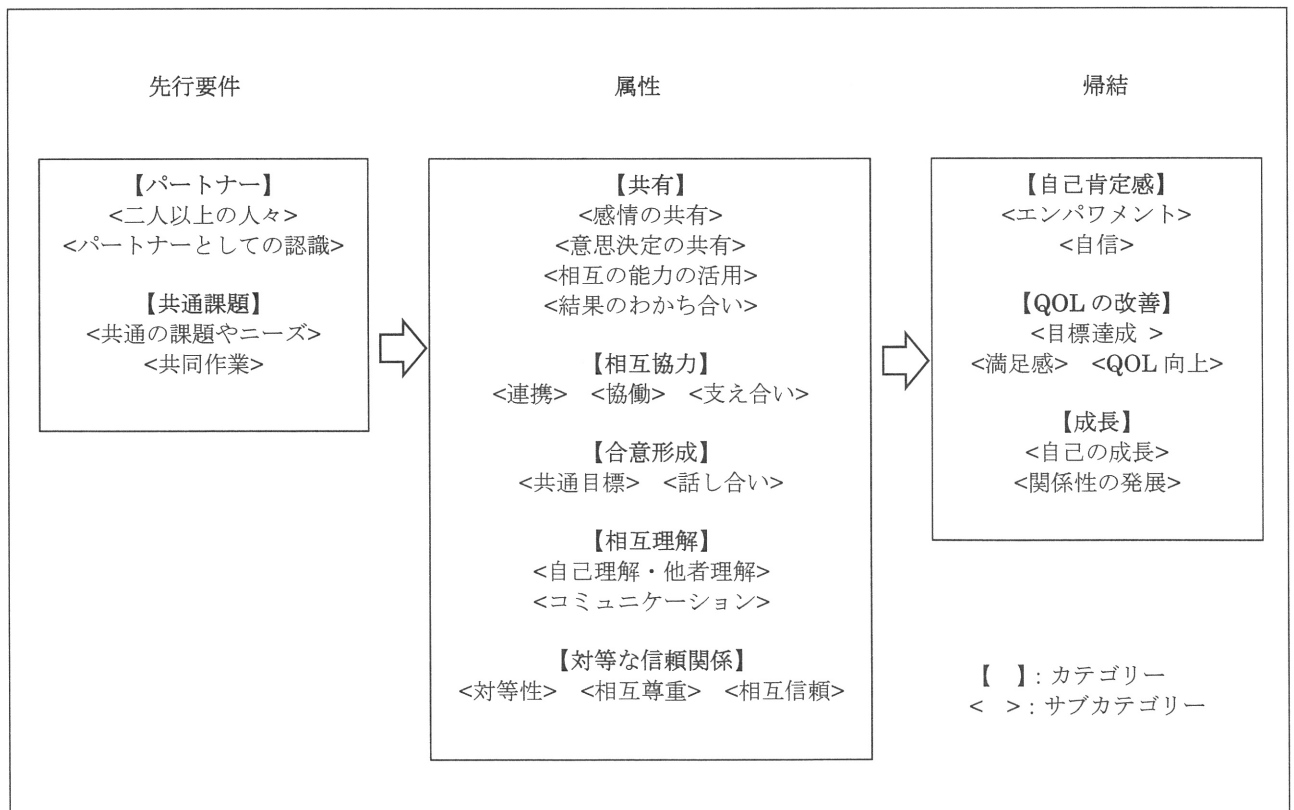 先行要件
属性
帰結
【パートナー】
<二人以上の人々>
<パートナーとしての認識>
【共通課題】
<共通の課題やニーズ>
<共同作業>
【共有】
<感情の共有>
<意思決定の共有>
<相互の能力の活用>
<結果のわかち合い>
【相互協力】
<連携> <協働> <支え合い>
【合意形成】
<共通目標> <話し合い>
【相互理解】
<自己理解・他者理解>
<コミュニケーション>
【対等な信頼関係】
<対等性> <相互尊重> <相互信頼>
【自己肯定感】
<エンパワメント>
<自信>
【QOL の改善】
<目標達成 >
<満足感> <QOL 向上>
【成長】
<自己の成長>
<関係性の発展>
【 】: カテゴリー
< >: サブカテゴリー